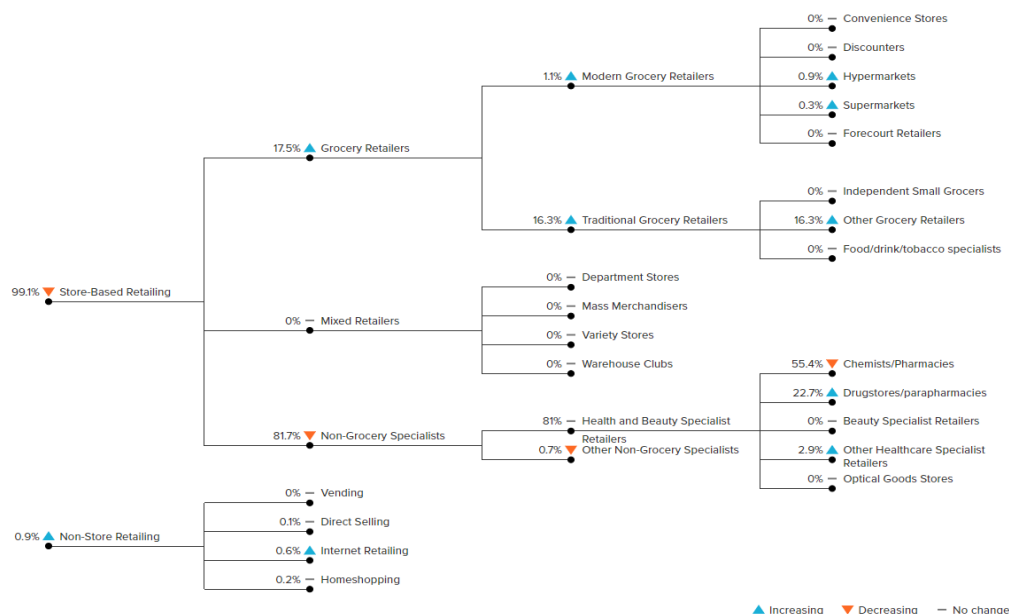 0% – Convenience Stores
0% – Discounters
1.1% ▲ Modern Grocery Retailers
0.9% ▲ Hypermarkets
0.3% ▲ Supermarkets
0% – Forecourt Retailers
17.5% ▲ Grocery Retailers
0% – Independent Small Grocers
16.3% ▲ Traditional Grocery Retailers
16.3% ▲ Other Grocery Retailers
0% – Food/drink/tobacco specialists
99.1% ▼ Store-Based Retailing
0% – Department Stores
0% – Mass Merchandisers
0% – Mixed Retailers
0% – Variety Stores
0% – Warehouse Clubs
55.4% ▼ Chemists/Pharmacies
22.7% ▲ Drugstores/parapharmacies
81.7% ▼ Non-Grocery Specialists
81% – Health and Beauty Specialist
Retailers
0% – Beauty Specialist Retailers
0.7% ▼ Other Non-Grocery Specialists
2.9% ▲ Other Healthcare Specialist
Retailers
0% – Optical Goods Stores
0% – Vending
0.1% – Direct Selling
0.9% ▲ Non-Store Retailing
0.6% ▲ Internet Retailing
0.2% – Homeshopping
▲ Increasing ▼ Decreasing – No change